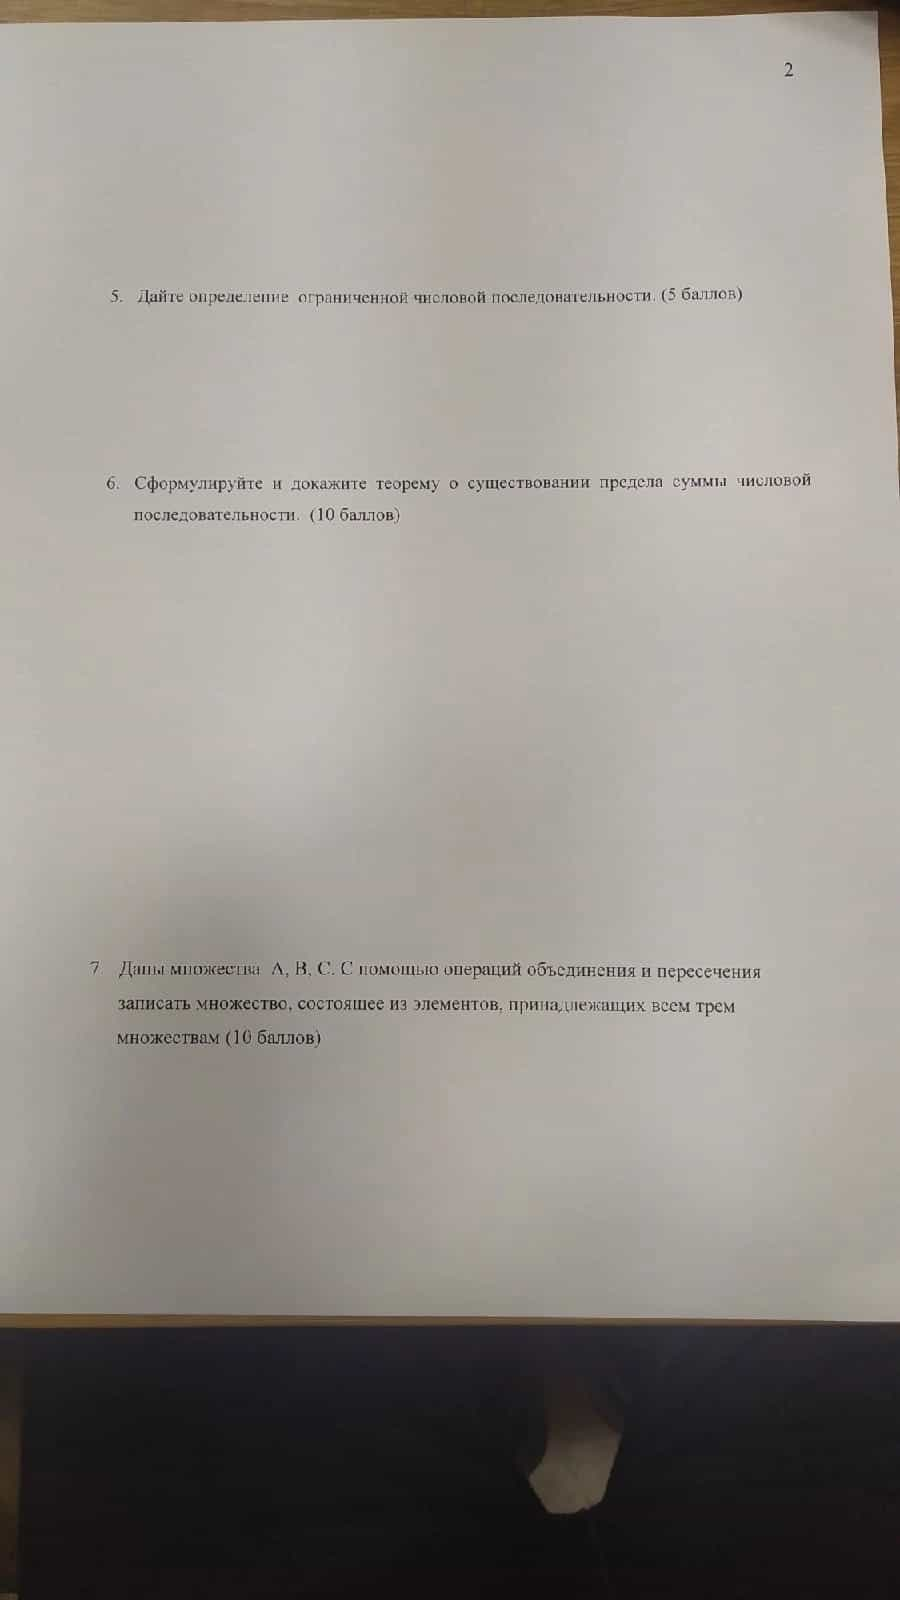 2
5. Дайте определение ограниченной числовой последовательности. (5 баллов)
6. Сформулируйте и докажите теорему о существовании предела суммы числовой
последовательности. (10 баллов)
7 Даны множества A, B, C. С помощью операций объединения и пересечения
записать множество, состоящее из элементов, принадлежащих всем трем
множествам (10 баллов)